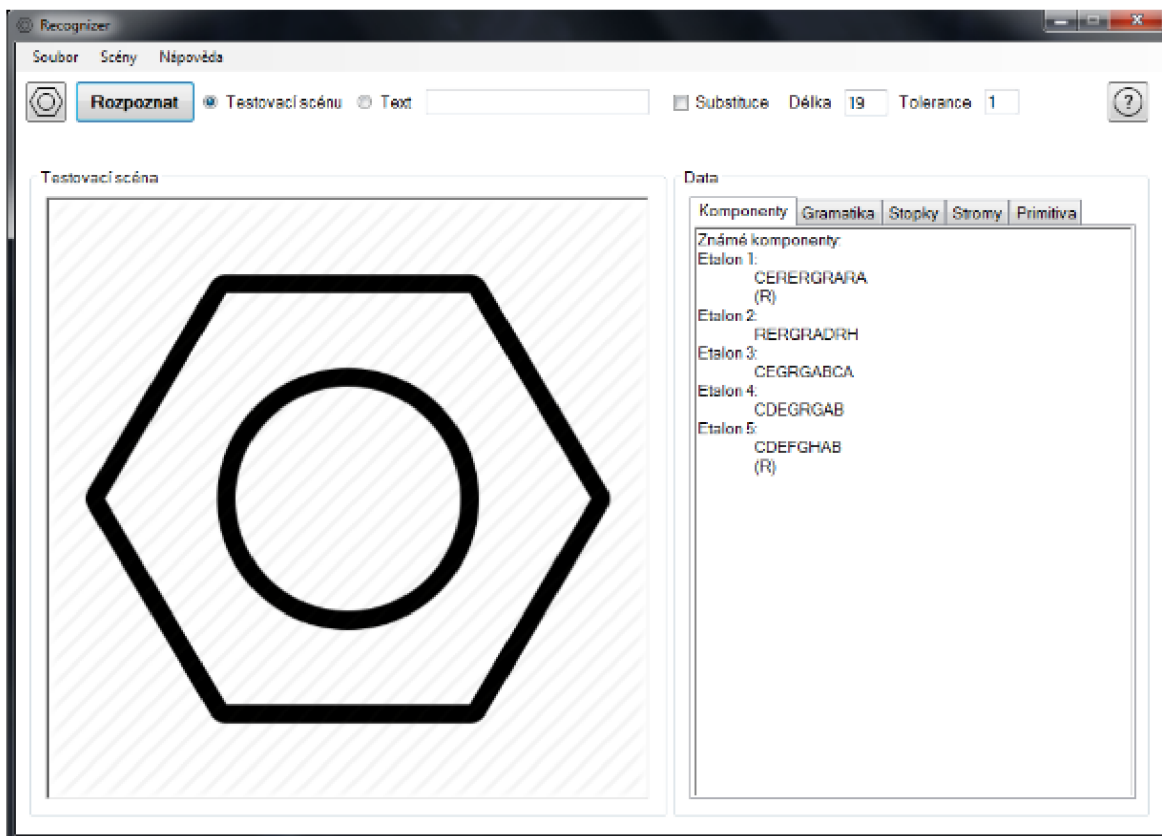 Recognizer
Soubor Scény Nápověda
Rozpoznat Testovací scénu Text Substituce Délka 19 Tolerance 1 ?
Testovací scéna
Data
Komponenty Gramatika Stopky Stromy Primitiva
Známé komponenty:
Etalon 1:
CERERGRARA
(R)
Etalon 2:
RERGRADRH
Etalon 3:
CEGRGABCA
Etalon 4:
CDEGRGAB
Etalon 5:
CDEFGHAB
(R)